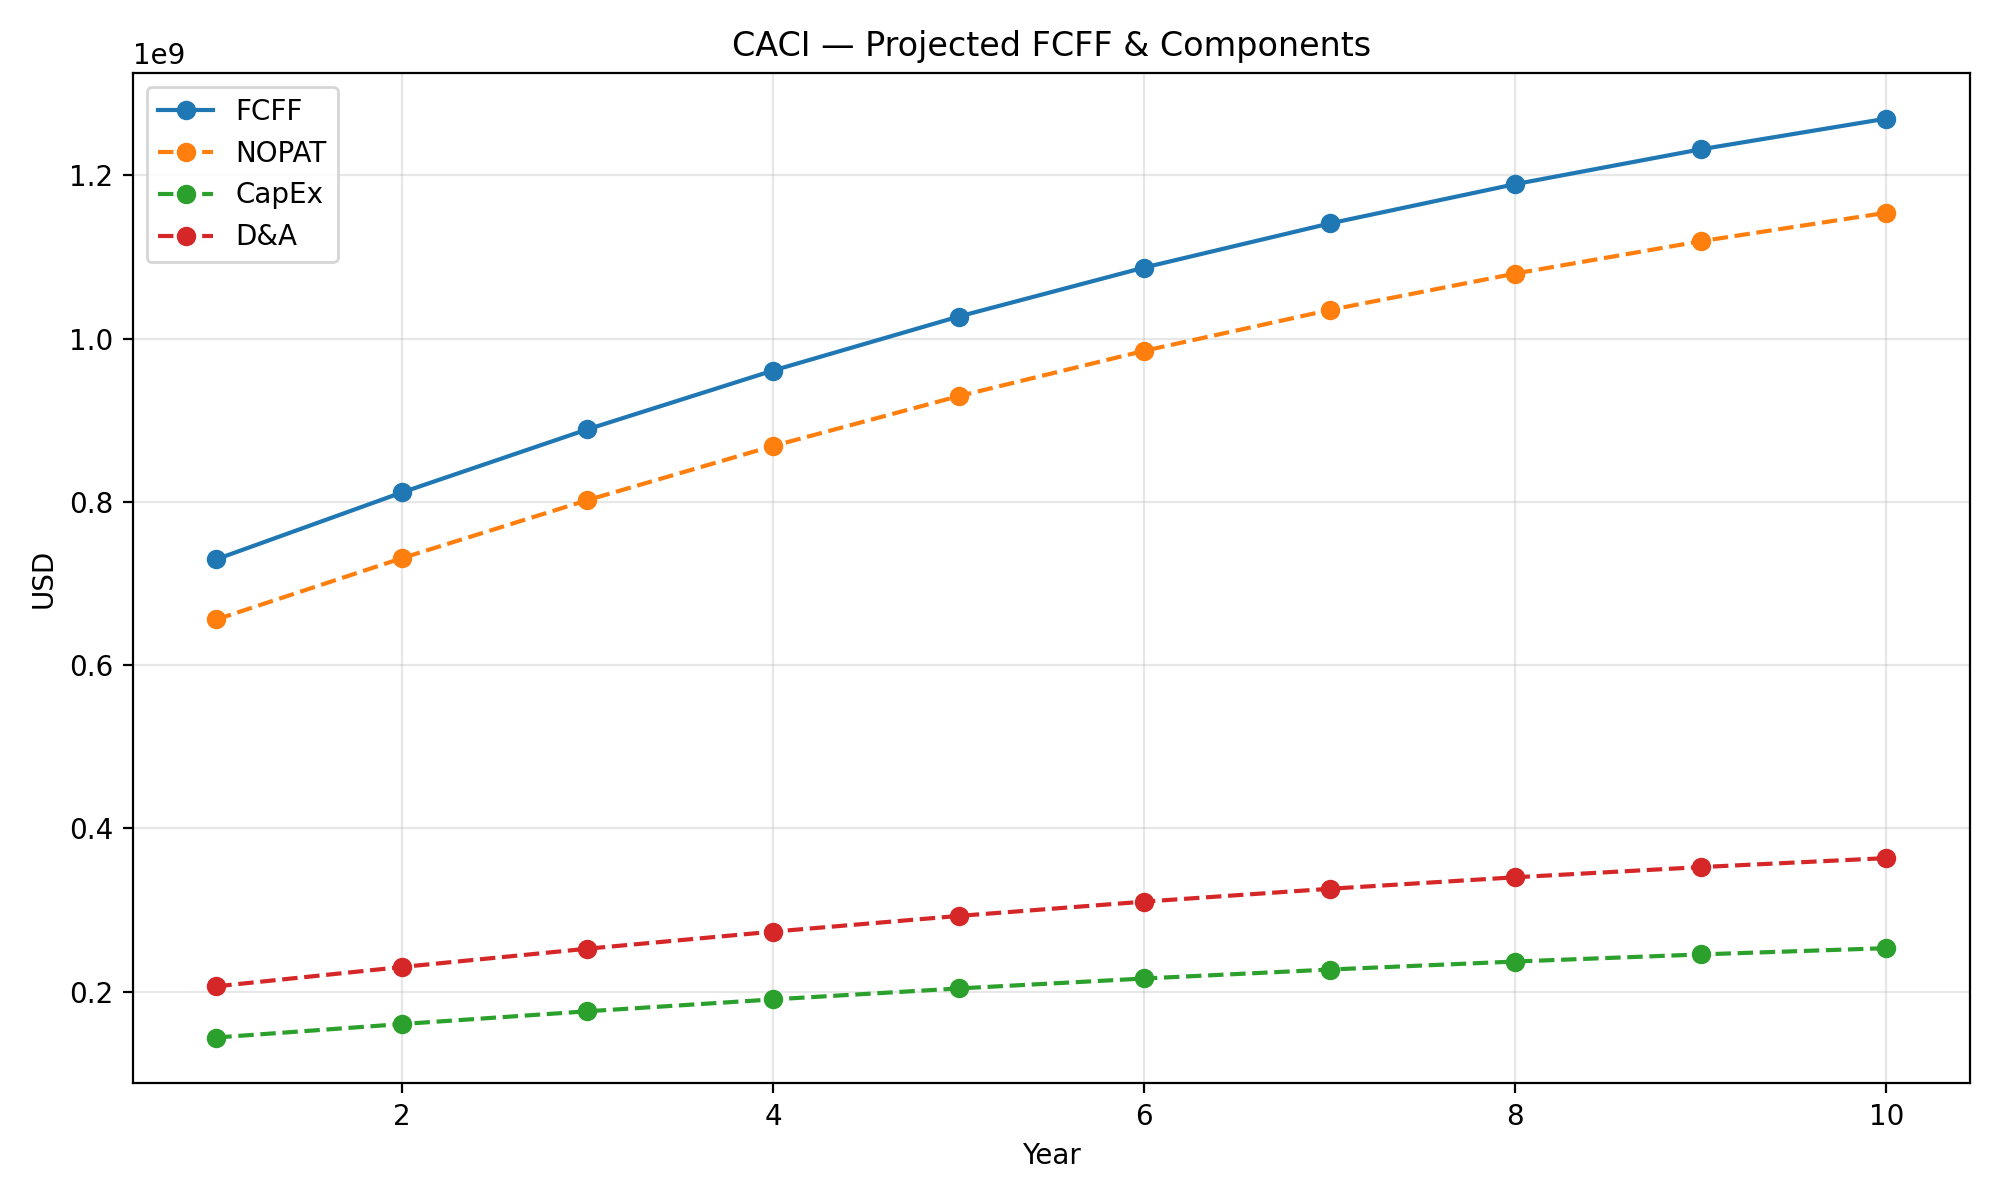 CACI — Projected FCFF & Components
1e9
FCFF
NOPAT
CapEx
D&A
1.2
1.0
0.8
0.6
0.4
0.2
USD
2 4 6 8 10
Year